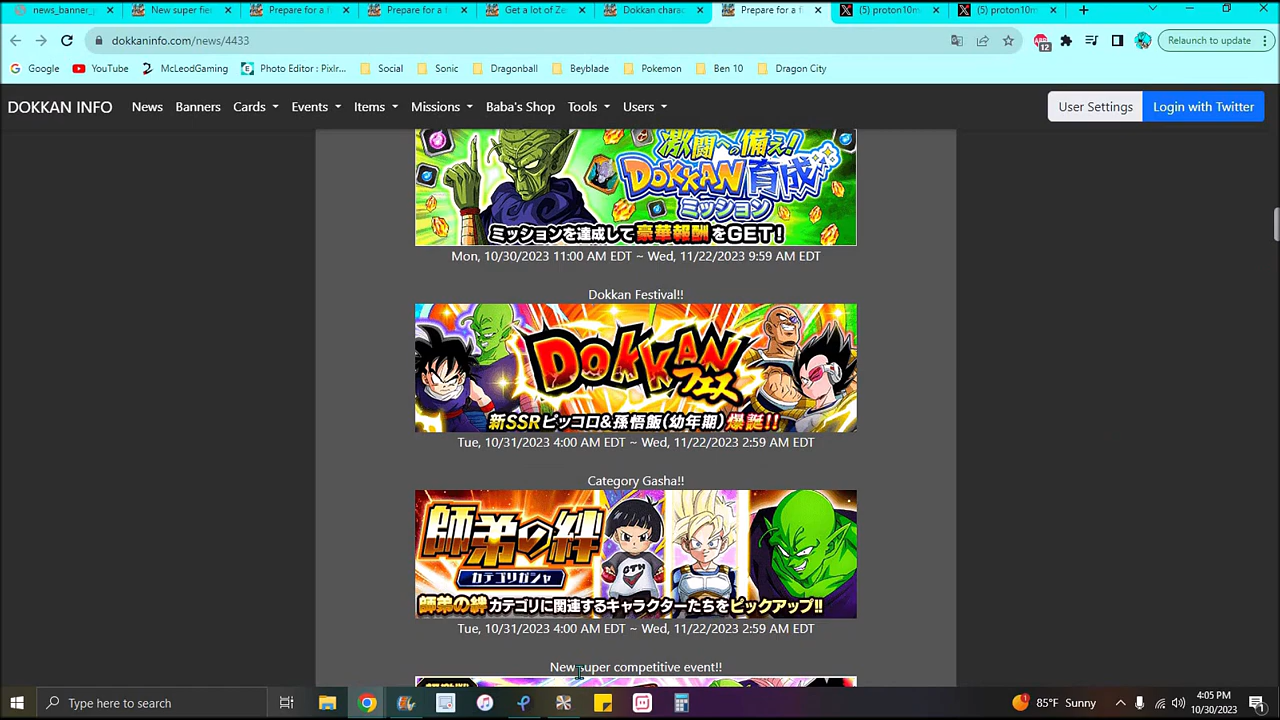 news_banner_
New super fie
Prepare for a f
Prepare for a f
Get a lot of Ze
Dokkan charac
Prepare for a f
(5) proton10m
(5) proton10m
dokkaninfo.com/news/4433
12
Relaunch to update
Google
YouTube
McLeodGaming
Photo Editor : Pixlr...
Social
Sonic
Dragonball
Beyblade
Pokemon
Ben 10
Dragon City
DOKKAN INFO
News
Banners
Cards
Events
Items
Missions
Baba's Shop
Tools
Users
User Settings
Login with Twitter
激闘への備え!
DOKKAN育成
ミッション
ミッションを達成して豪華報酬をGET!
Mon, 10/30/2023 11:00 AM EDT ~ Wed, 11/22/2023 9:59 AM EDT
Dokkan Festival!!
DOKKAN
フェス
新SSRピッコロ&孫悟飯(幼年期)爆誕!!
Tue, 10/31/2023 4:00 AM EDT ~ Wed, 11/22/2023 2:59 AM EDT
Category Gasha!!
師弟の絆
カテゴリガシャ
師弟の絆カテゴリに関連するキャラクターたちをピックアップ!!
Tue, 10/31/2023 4:00 AM EDT ~ Wed, 11/22/2023 2:59 AM EDT
New super competitive event!!
Type here to search
85°F Sunny
4:05 PM
10/30/2023